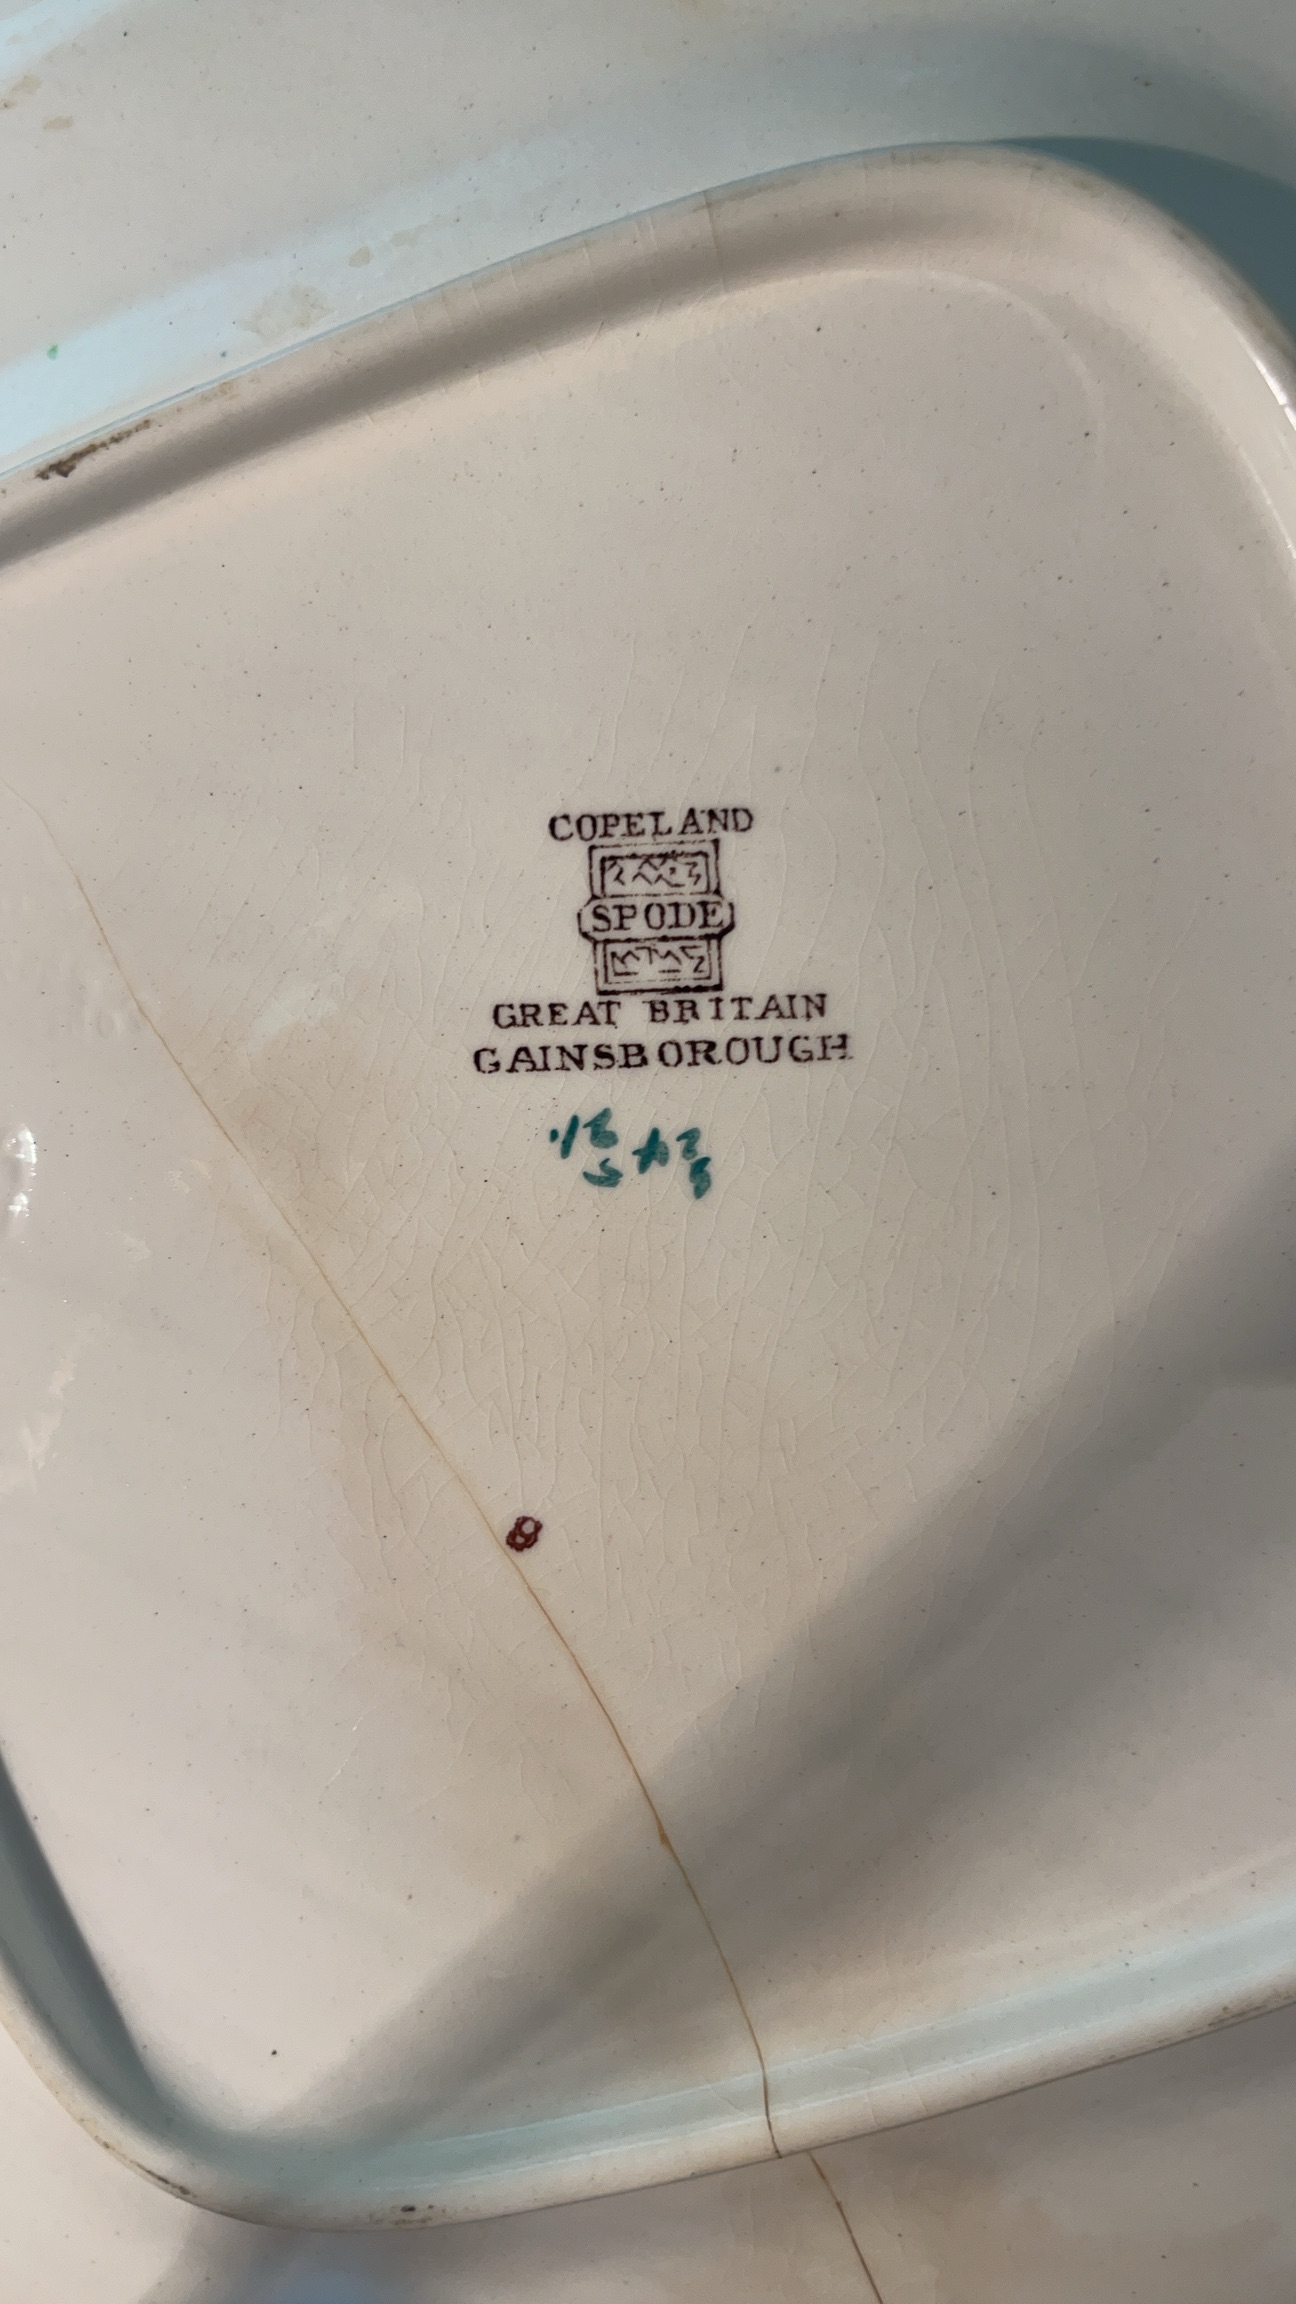 COPELAND
SPODE
GREAT BRITAIN
GAINSBOROUGH